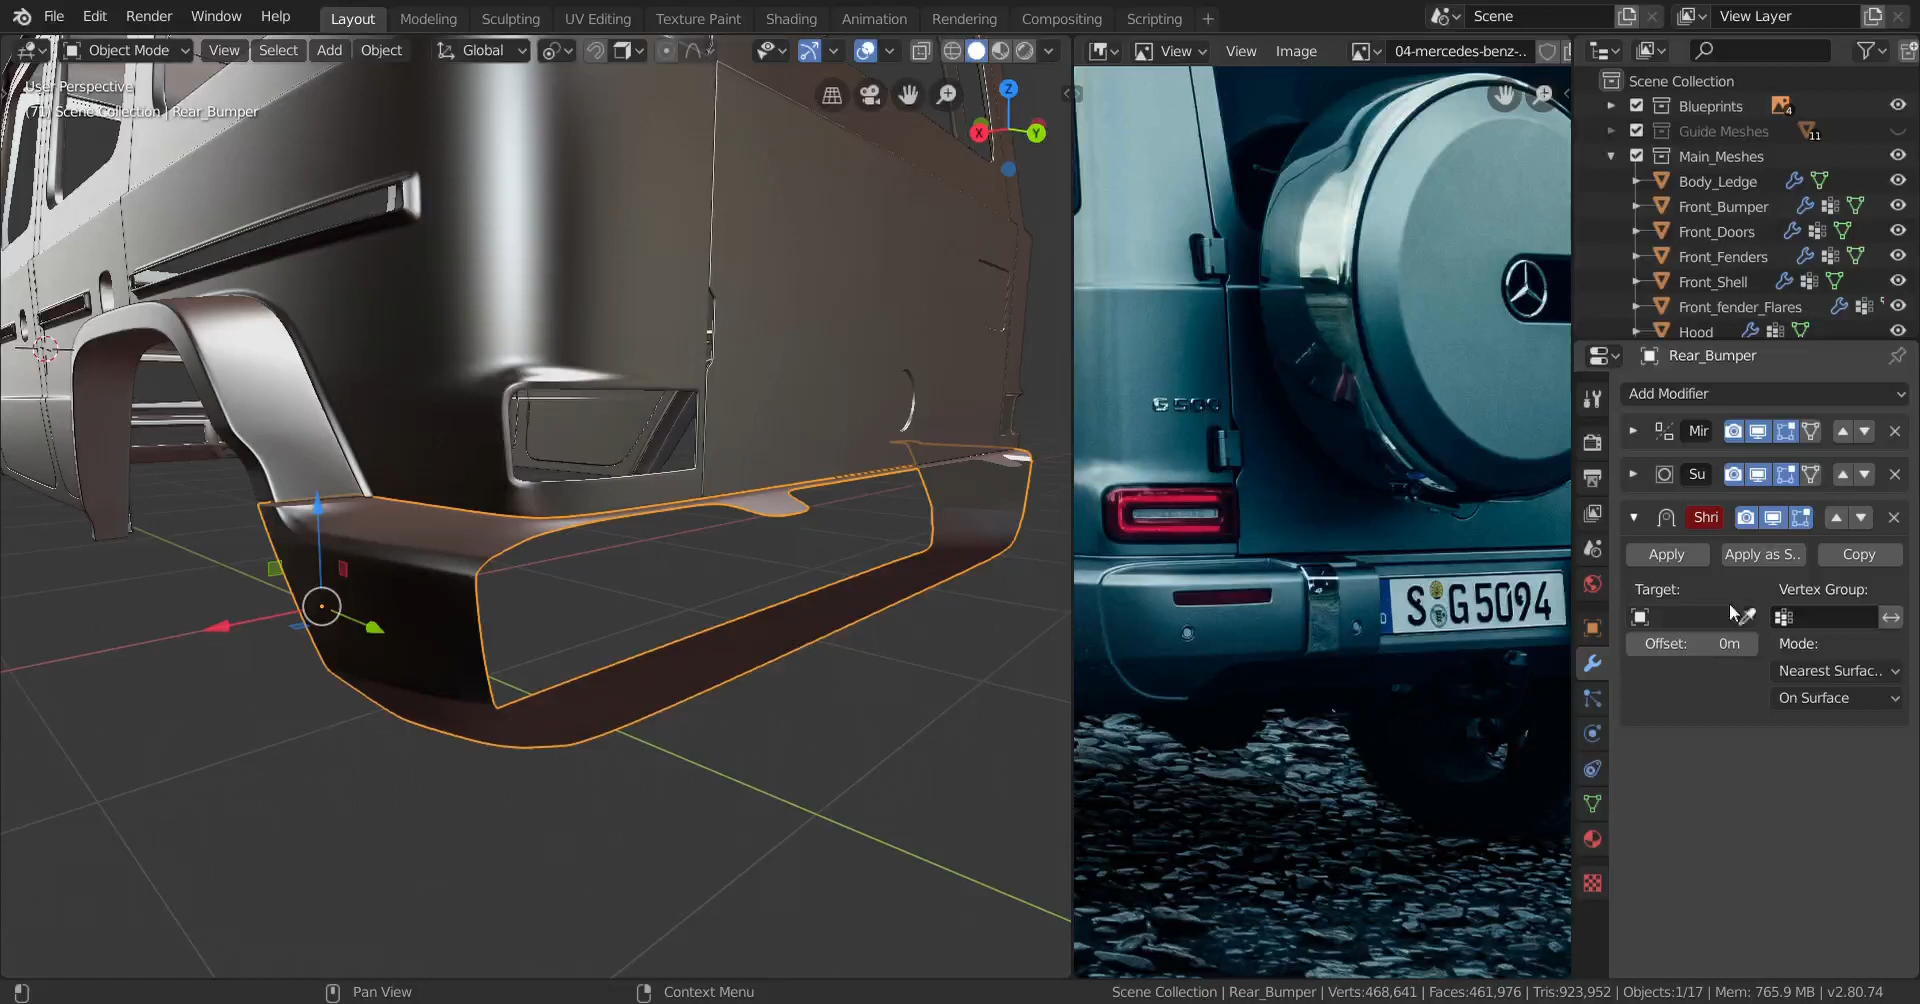 File Edit Render Window Help Layout Modeling Sculpting UV Editing Texture Paint Shading Animation Rendering Compositing Scripting + Scene View Layer
Object Mode View Select Add Object Global View View Image 04-mercedes-benz-..
User Perspective
(71) Scene Collection | Rear_Bumper
Z
X
Y
Scene Collection
Blueprints 4
Guide Meshes 11
Main_Meshes
Body_Ledge
Front_Bumper
Front_Doors
Front_Fenders
Front_Shell
Front_fender_Flares
Hood
Rear_Bumper
Add Modifier
Mir
Su
Shri
Apply Apply as S.. Copy
Target: Vertex Group:
Offset: 0m Mode:
Nearest Surfac..
On Surface
G 500
S G 5094
D
Pan View Context Menu Scene Collection | Rear_Bumper | Verts:468,641 | Faces:461,976 | Tris:923,952 | Objects:1/17 | Mem: 765.9 MB | v2.80.74